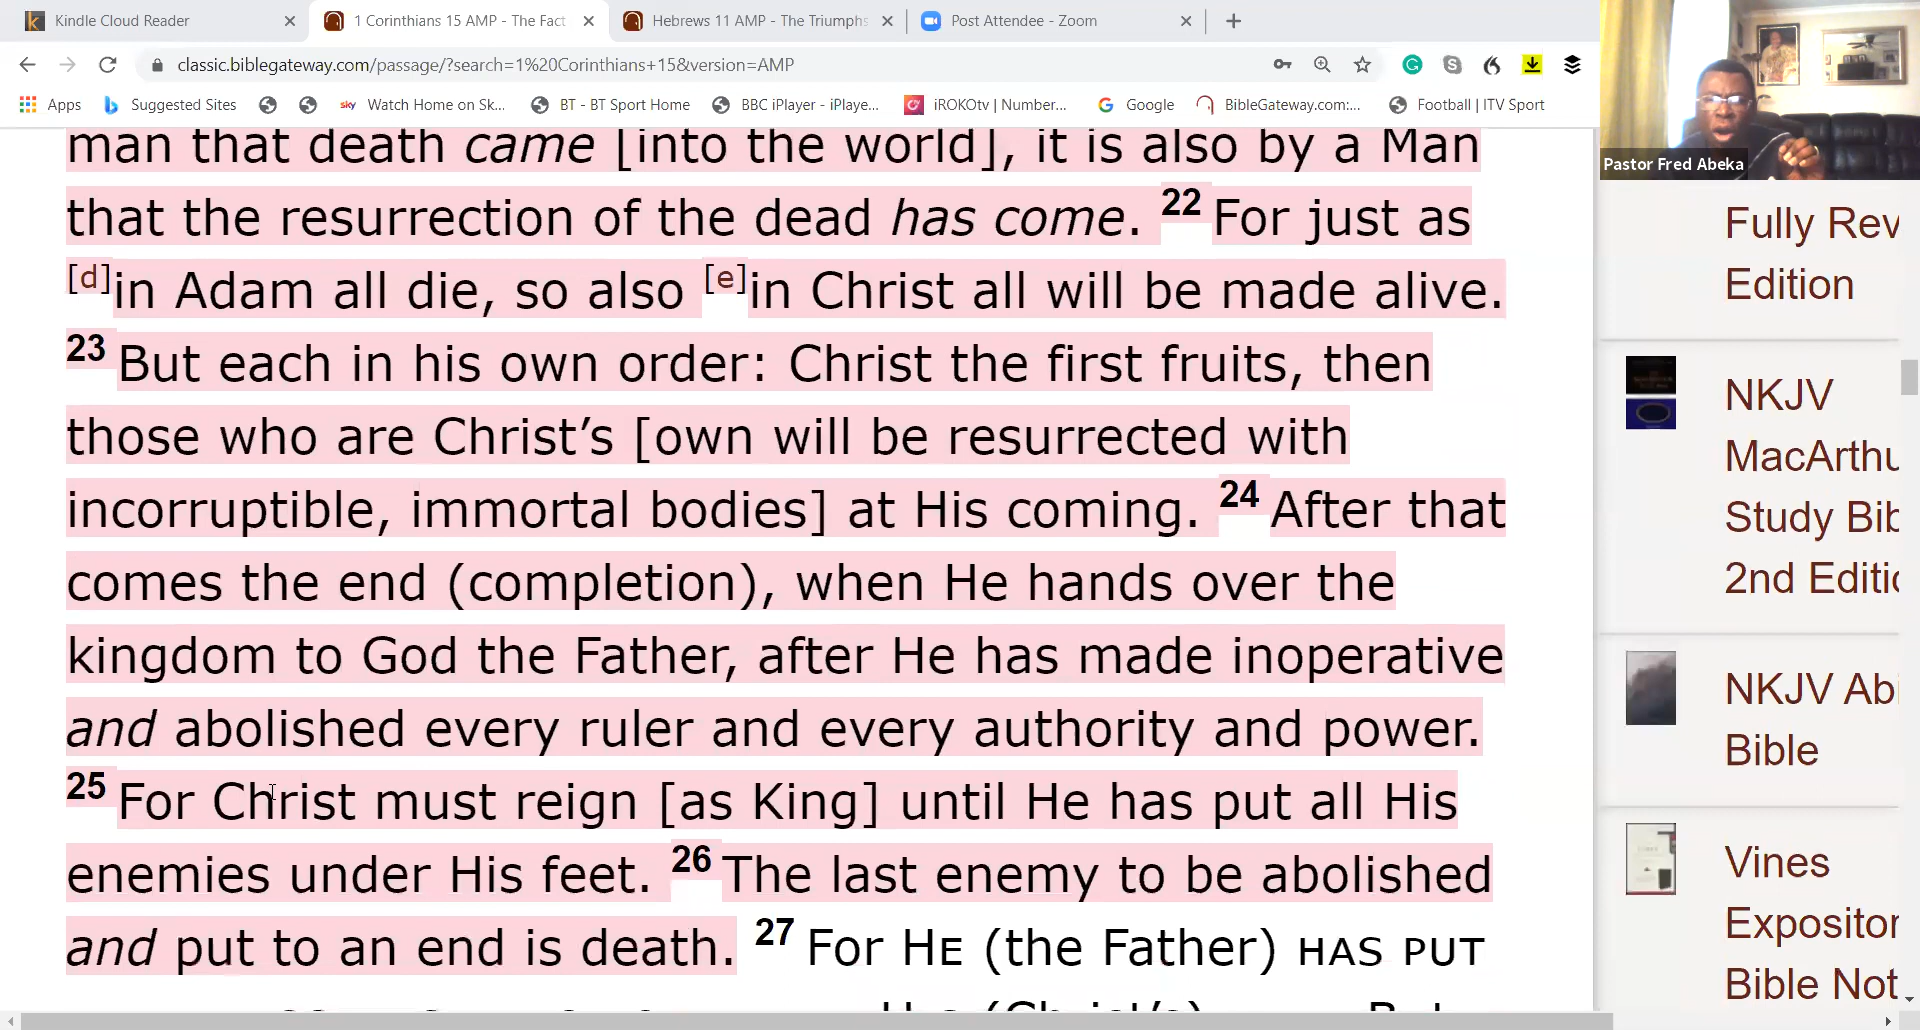 Kindle Cloud Reader
1 Corinthians 15 AMP - The Fact
Hebrews 11 AMP - The Triumphs
Post Attendee - Zoom
classic.biblegateway.com/passage/?search=1%20Corinthians+15&version=AMP
Apps
Suggested Sites
sky Watch Home on Sk...
BT - BT Sport Home
BBC iPlayer - iPlaye...
iROKOtv | Number...
Google
BibleGateway.com:...
Football | ITV Sport
man that death came [into the world], it is also by a Man
that the resurrection of the dead has come. 22 For just as
[d]in Adam all die, so also [e]in Christ all will be made alive.
23 But each in his own order: Christ the first fruits, then
those who are Christ’s [own will be resurrected with
incorruptible, immortal bodies] at His coming. 24 After that
comes the end (completion), when He hands over the
kingdom to God the Father, after He has made inoperative
and abolished every ruler and every authority and power.
25 For Christ must reign [as King] until He has put all His
enemies under His feet. 26 The last enemy to be abolished
and put to an end is death. 27 For HE (the Father) HAS PUT
Pastor Fred Abeka
Fully Rev
Edition
NKJV
MacArthu
Study Bib
2nd Editio
NKJV Abi
Bible
Vines
Expositor
Bible Not